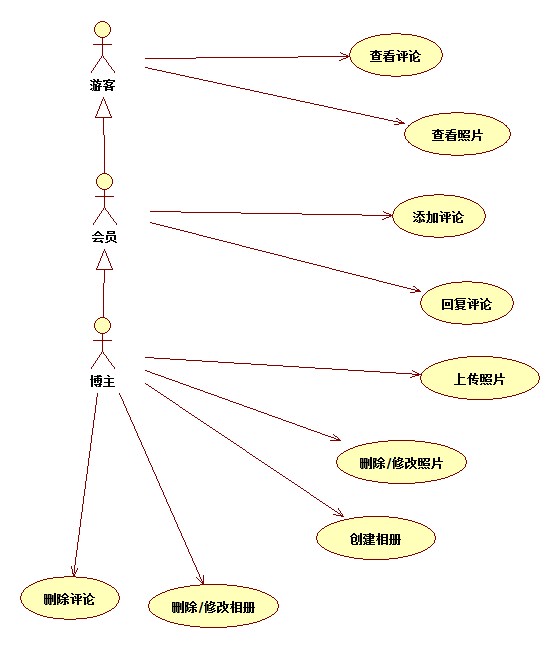 查看评论
游客
查看照片
添加评论
会员
回复评论
上传照片
博主
删除/修改照片
创建相册
删除评论
删除/修改相册